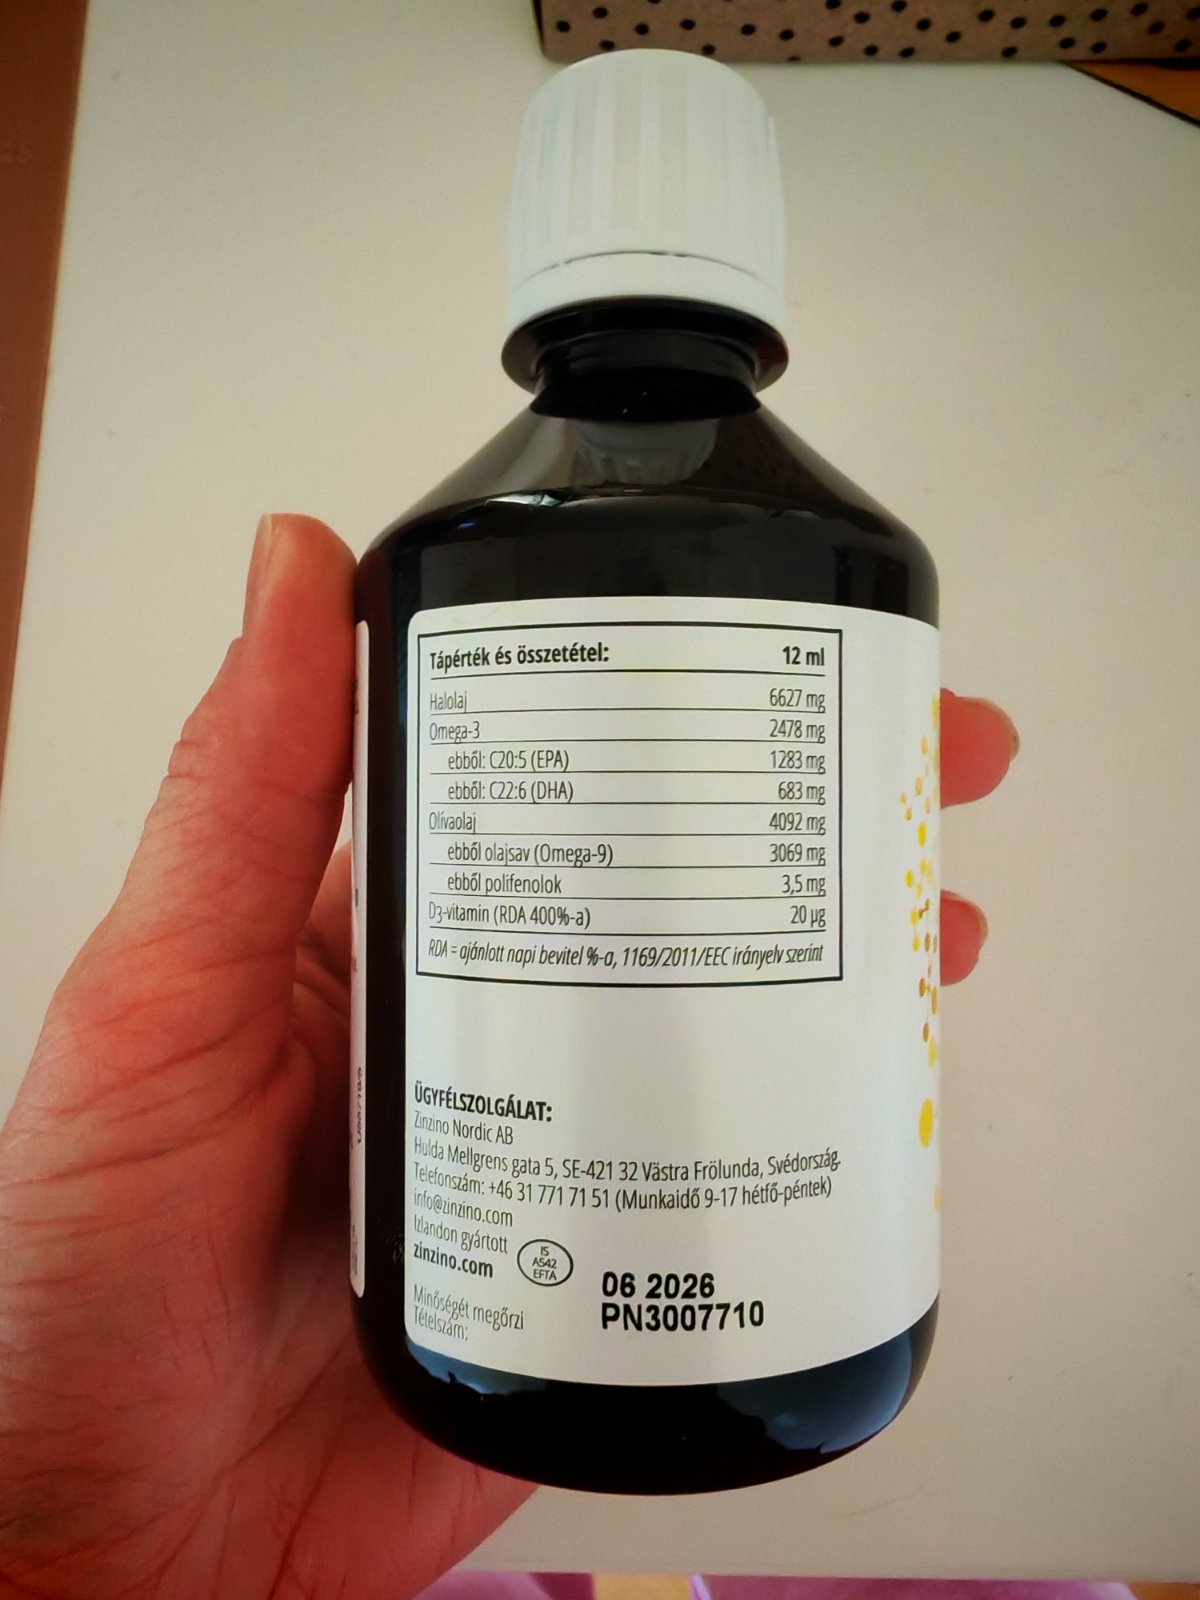 Tápérték és összetétel: 12 ml
Halolaj 6627 mg
Omega-3 2478 mg
ebből: C20:5 (EPA) 1283 mg
ebből: C22:6 (DHA) 683 mg
Olívaolaj 4092 mg
ebből olajsav (Omega-9) 3069 mg
ebből polifenolok 3,5 mg
D3-vitamin (RDA 400%-a) 20 µg
RDA = ajánlott napi bevitel %-a, 1169/2011/EEC irányelv szerint
ÜGYFÉLSZOLGÁLAT:
Zinzino Nordic AB
Hulda Mellgrens gata 5, SE-421 32 Västra Frölunda, Svédország.
Telefonszám: +46 31 771 71 51 (Munkaidő 9-17 hétfő-péntek)
info@zinzino.com
Izlandon gyártott
zinzino.com
IS
A542
EFTA
Minőségét megőrzi
Tételszám:
06 2026
PN3007710